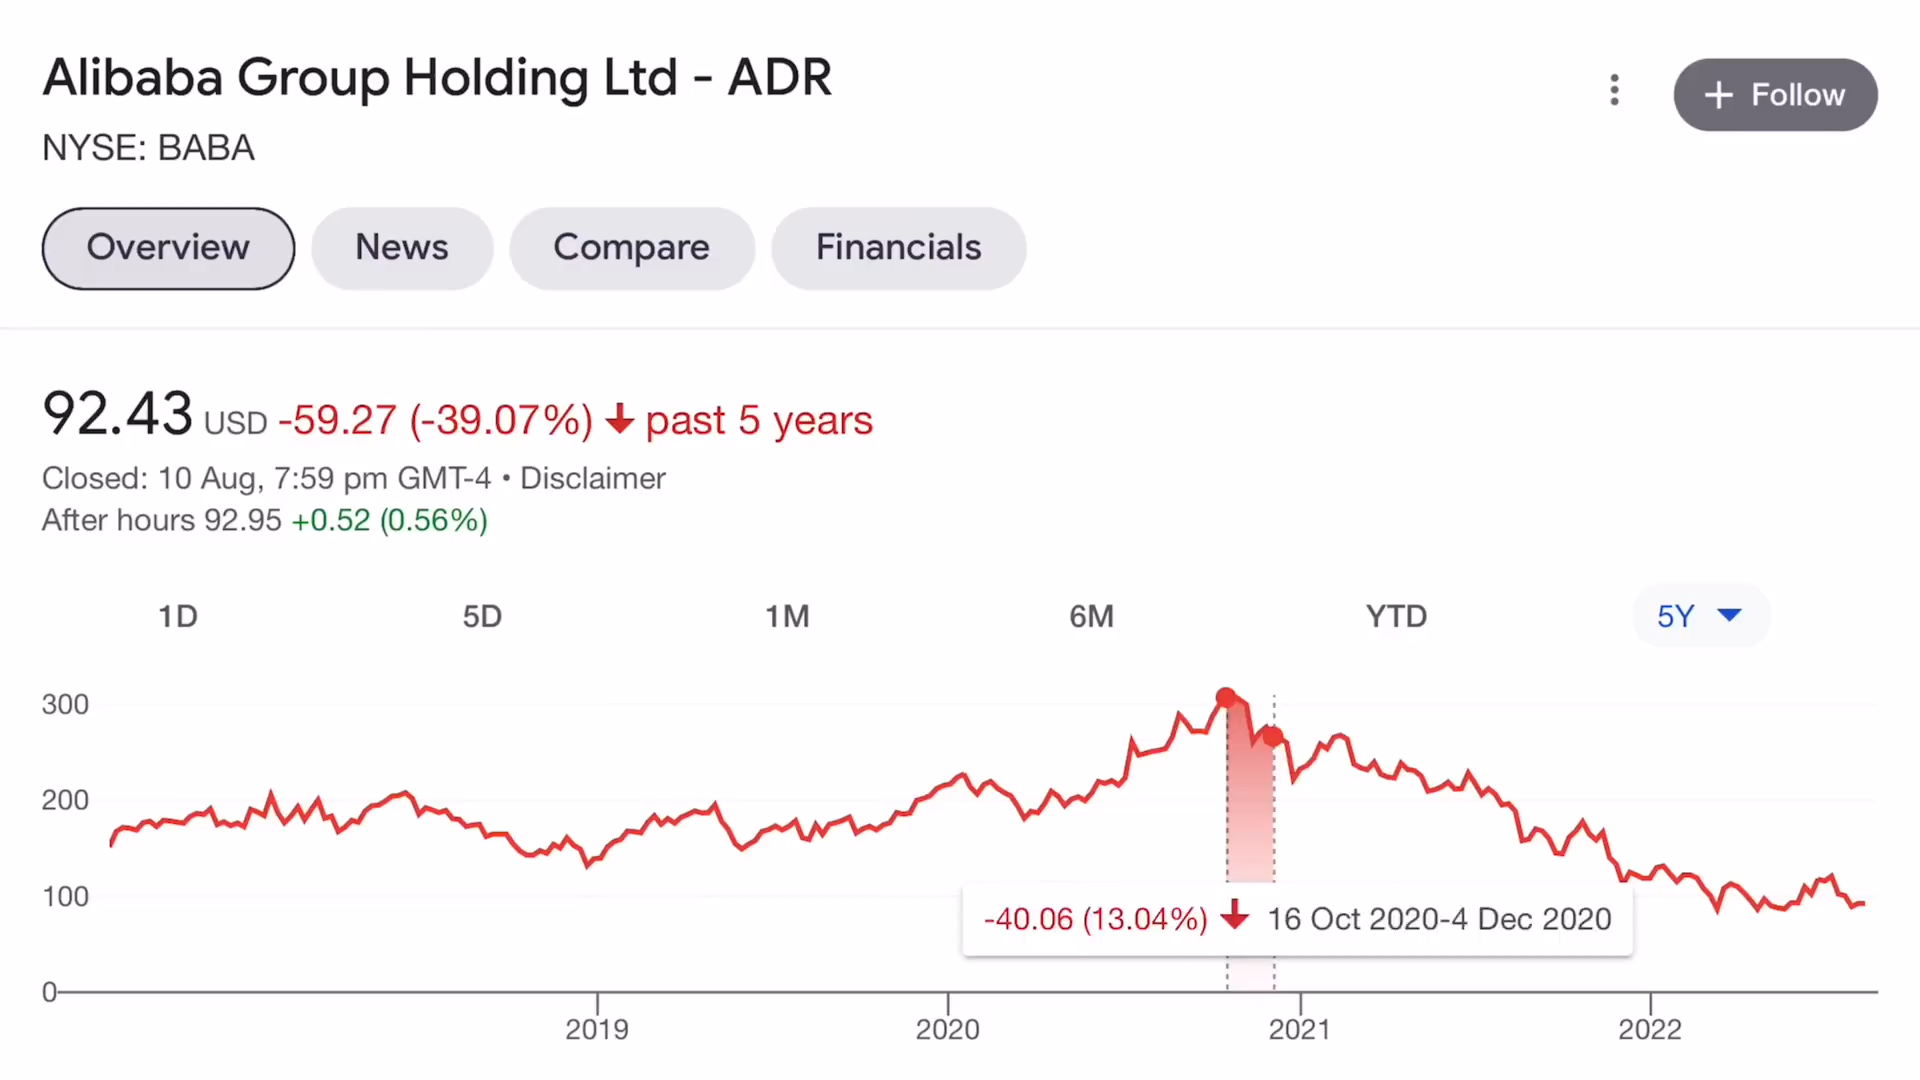 Alibaba Group Holding Ltd - ADR
+ Follow
NYSE: BABA
Overview
News
Compare
Financials
92.43 USD -59.27 (-39.07%) past 5 years
Closed: 10 Aug, 7:59 pm GMT-4 • Disclaimer
After hours 92.95 +0.52 (0.56%)
1D
5D
1M
6M
YTD
5Y
300
200
100
-40.06 (13.04%) 16 Oct 2020-4 Dec 2020
0
2019
2020
2021
2022